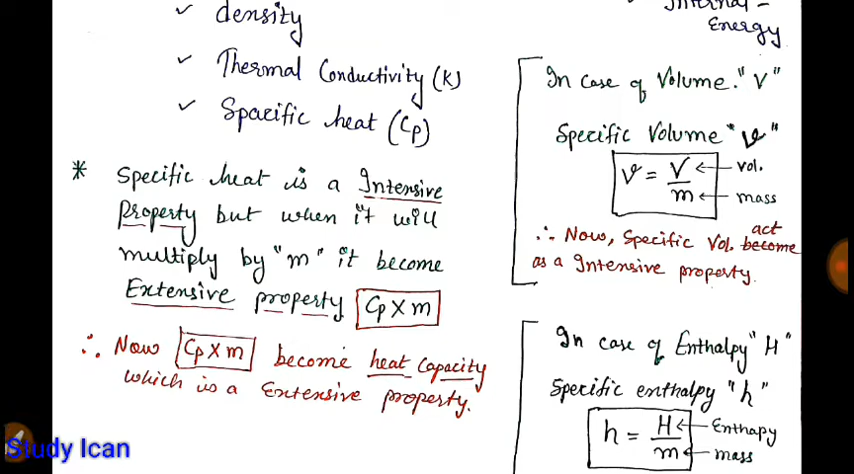 ✓ density
✓ Thermal Conductivity (K)
✓ Spacific heat (Cp)
* Specific heat is a Intensive
Property but when it will
multiply by "m" it become
Extensive property Cp X m
∴ Now Cp X m become heat capacity
which is a Extensive property.
Energy
In case of Volume. "V"
Specific Volume "v"
v = V/m ← vol.
← mass
∴ Now, Specific Vol. become act
as a Intensive property.
In case of Enthalpy "H"
Specific enthalpy "h"
h = H/m ← Enthapy
← mass
Study Ican